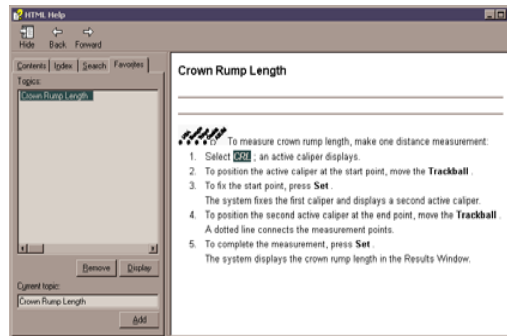 HTML Help
Hide Back Forward
Contents Index Search Favorites
Topics:
Crown Rump Length
Remove Display
Current topic:
Crown Rump Length
Add
Crown Rump Length
To measure crown rump length, make one distance measurement:
1. Select CRL ; an active caliper displays.
2. To position the active caliper at the start point, move the Trackball .
3. To fix the start point, press Set .
The system fixes the first caliper and displays a second active caliper.
4. To position the second active caliper at the end point, move the Trackball .
A dotted line connects the measurement points.
5. To complete the measurement, press Set .
The system displays the crown rump length in the Results Window.